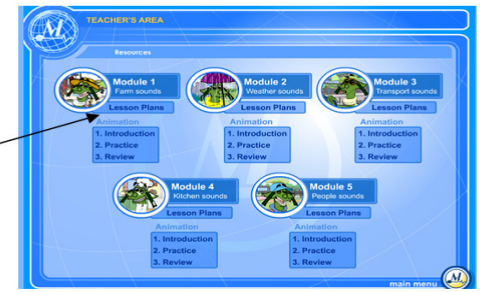 TEACHER'S AREA
Resources
Module 1
Farm sounds
Lesson Plans
Animation
1. Introduction
2. Practice
3. Review
Module 2
Weather sounds
Lesson Plans
Animation
1. Introduction
2. Practice
3. Review
Module 3
Transport sounds
Lesson Plans
Animation
1. Introduction
2. Practice
3. Review
Module 4
Kitchen sounds
Lesson Plans
Animation
1. Introduction
2. Practice
3. Review
Module 5
People sounds
Lesson Plans
Animation
1. Introduction
2. Practice
3. Review
main menu